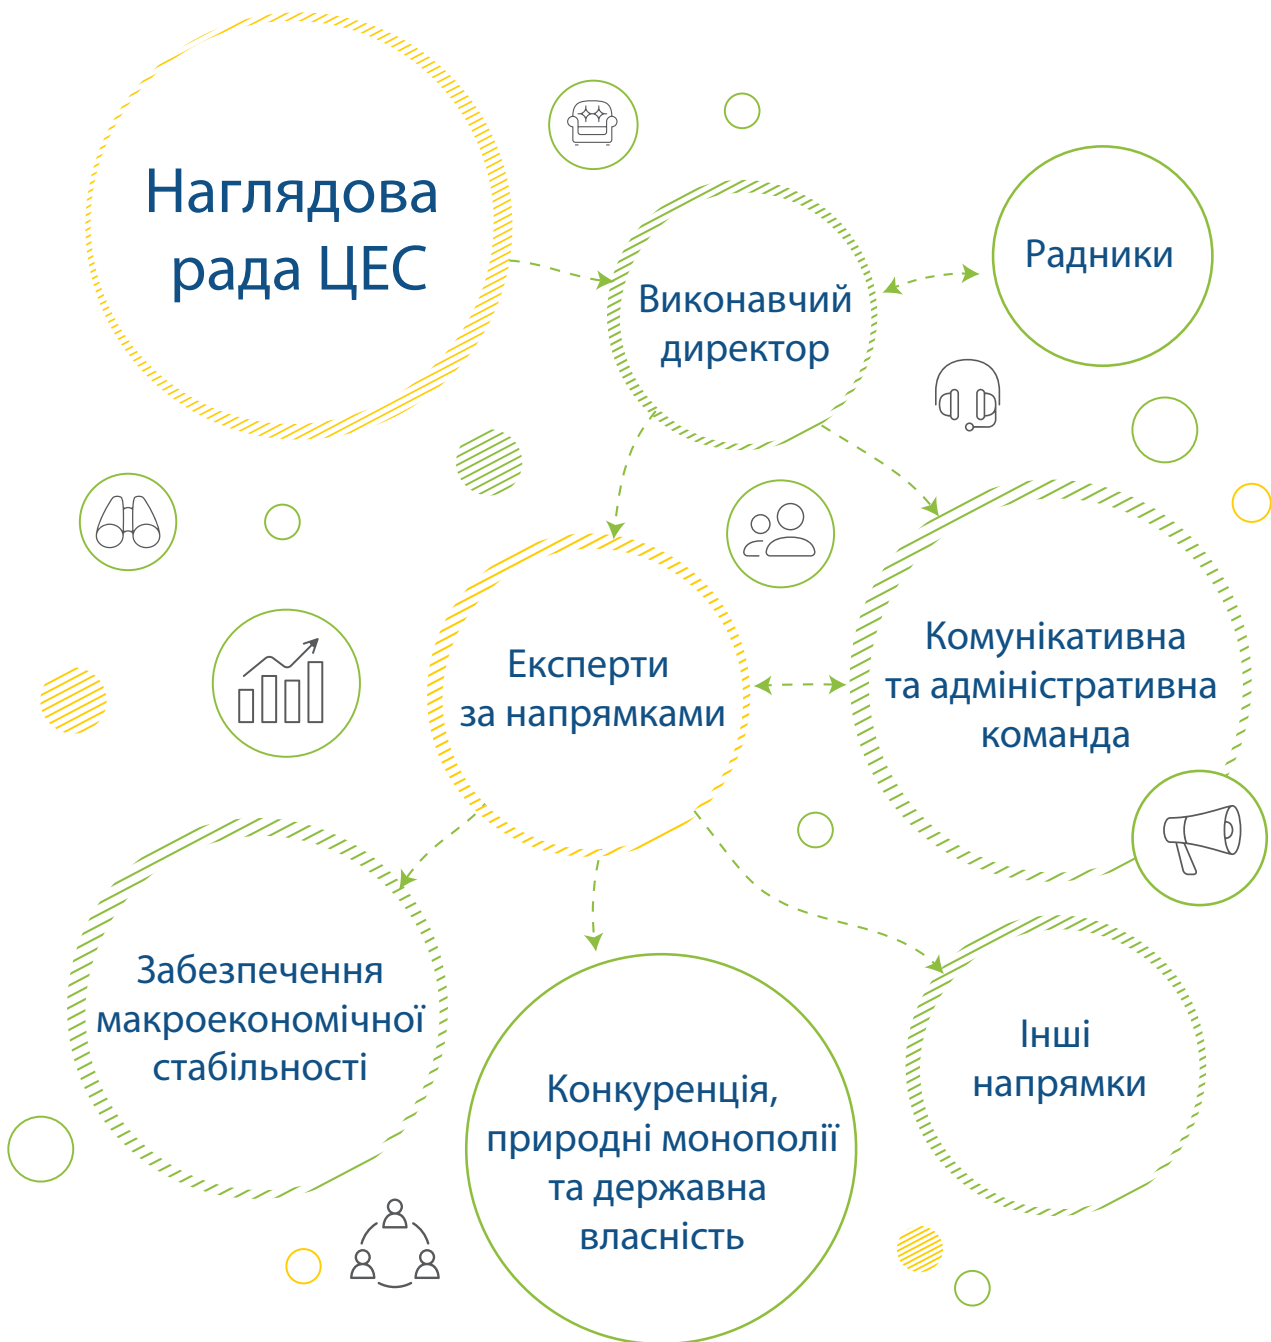 Наглядова
рада ЦЕС
Виконавчий
директор
Радники
Експерти
за напрямками
Комунікативна
та адміністративна
команда
Забезпечення
макроекономічної
стабільності
Конкуренція,
природні монополії
та державна
власність
Інші
напрямки